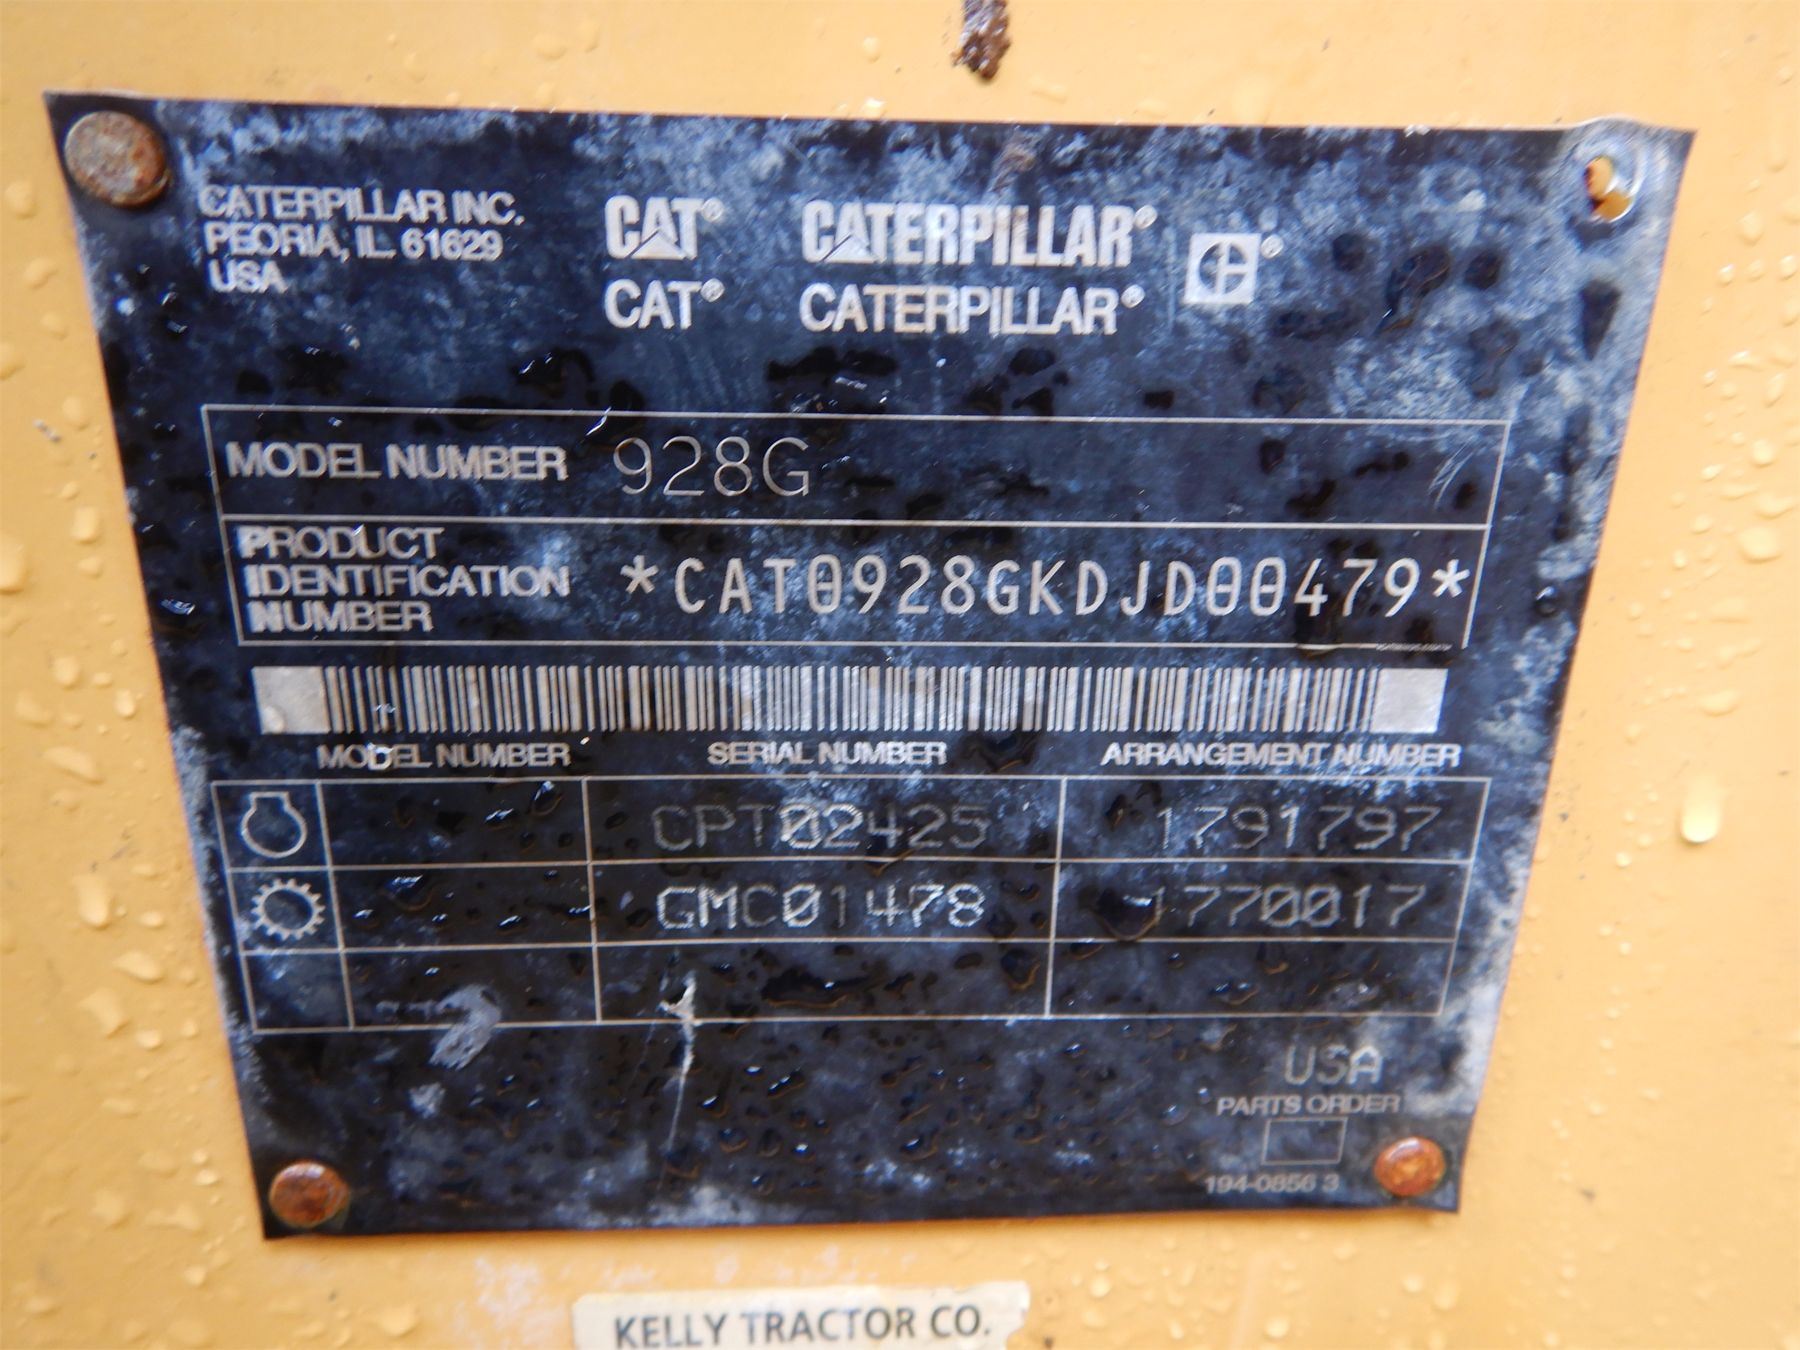 CATERPILLAR INC.
PEORIA, IL 61629
USA
CAT® CATERPILLAR® ®
CAT® CATERPILLAR®
MODEL NUMBER 928G
PRODUCT
IDENTIFICATION
NUMBER
*CAT0928GKDJD00479*
MODEL NUMBER SERIAL NUMBER ARRANGEMENT NUMBER
CPT02425 1791797
GMC01478 1770017
USA
PARTS ORDER
194-0856 3
KELLY TRACTOR CO.